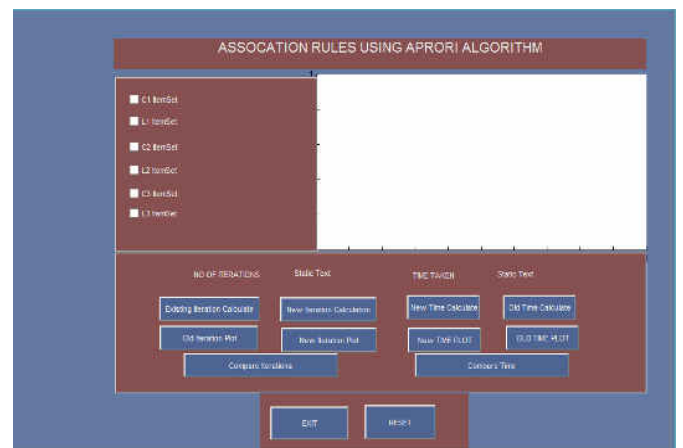 ASSOCATION RULES USING APRORI ALGORITHM
1
C1 ItemSet
L1 ItemSet
C2 ItemSet
L2 ItemSet
C3 ItemSet
L3 ItemSet
NO OF ITERATIONS Static Text TIME TAKEN Static Text
Existing Iteration Calculate New Iteration Calculation New Time Calculate Old Time Calculate
Old Iteration Plot New Iteration Plot New TIME PLOT OLD TIME PLOT
Compare Iterations Compare Time
EXIT RESET